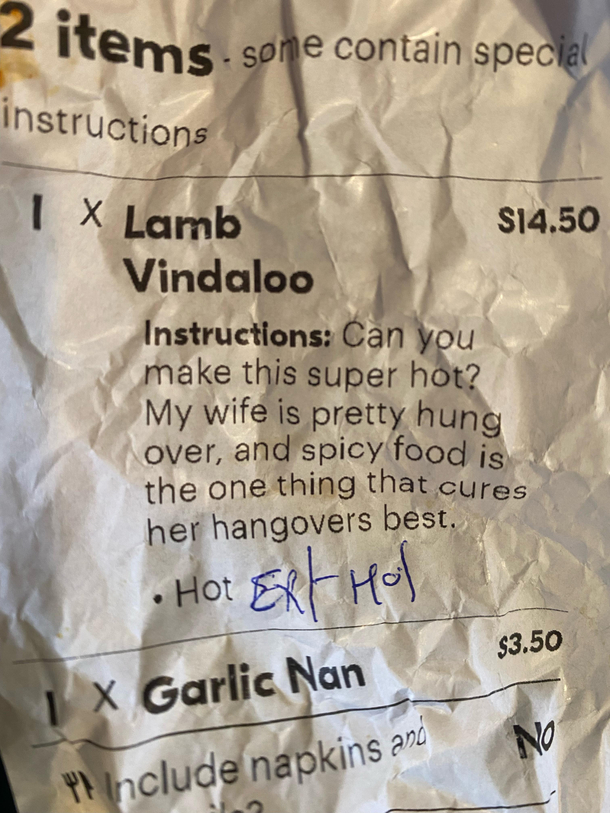 2 items - some contain special
instructions
1 X Lamb $14.50
Vindaloo
Instructions: Can you
make this super hot?
My wife is pretty hung
over, and spicy food is
the one thing that cures
her hangovers best.
• Hot Ext Hot
$3.50
1 X Garlic Nan
Include napkins and NO